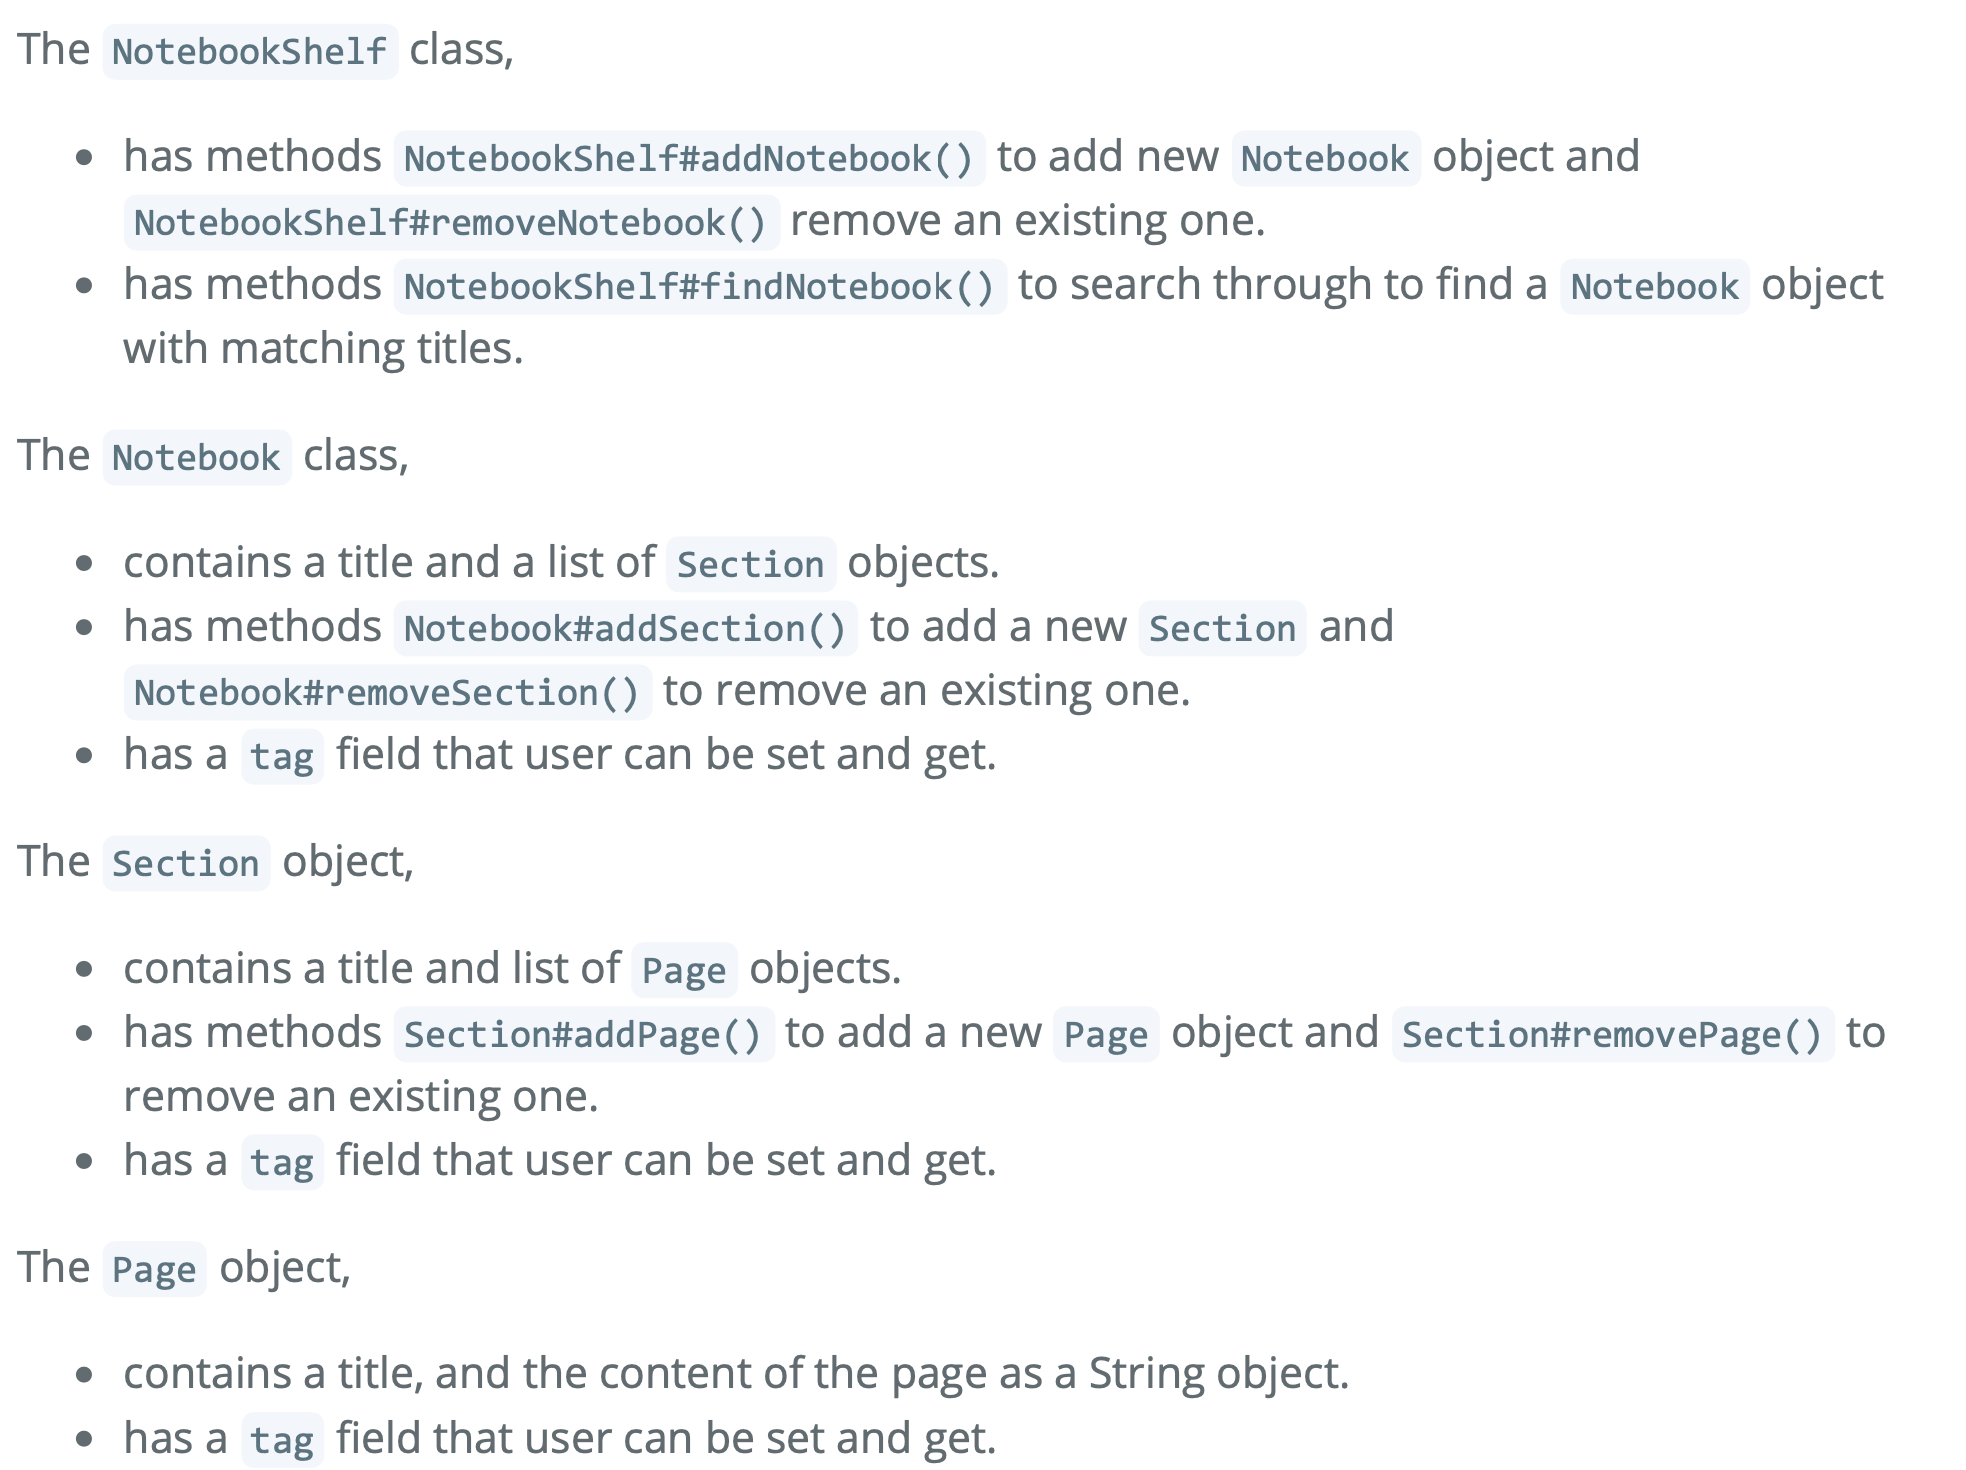 The NotebookShelf class,
has methods NotebookShelf#addNotebook() to add new Notebook object and
NotebookShelf#removeNotebook() remove an existing one.
has methods NotebookShelf#findNotebook() to search through to find a Notebook object
with matching titles.
The Notebook class,
contains a title and a list of Section objects.
has methods Notebook#addSection() to add a new Section and
Notebook#removeSection() to remove an existing one.
has a tag field that user can be set and get.
The Section object,
contains a title and list of Page objects.
has methods Section#addPage() to add a new Page object and Section#removePage() to
remove an existing one.
has a tag field that user can be set and get.
The Page object,
contains a title, and the content of the page as a String object.
has a tag field that user can be set and get.